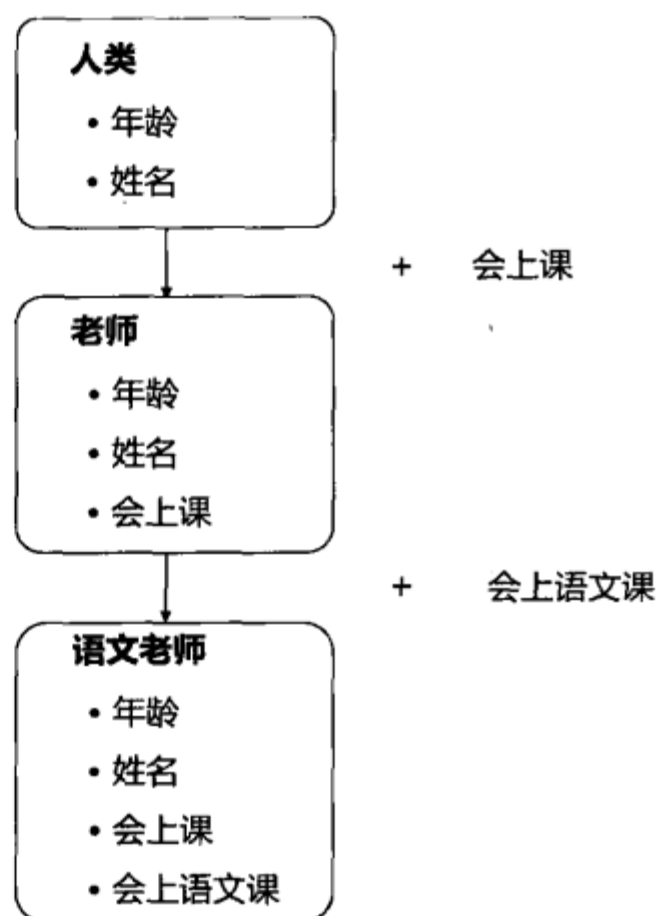 人类
• 年龄
• 姓名
+ 会上课
老师
• 年龄
• 姓名
• 会上课
+ 会上语文课
语文老师
• 年龄
• 姓名
• 会上课
• 会上语文课